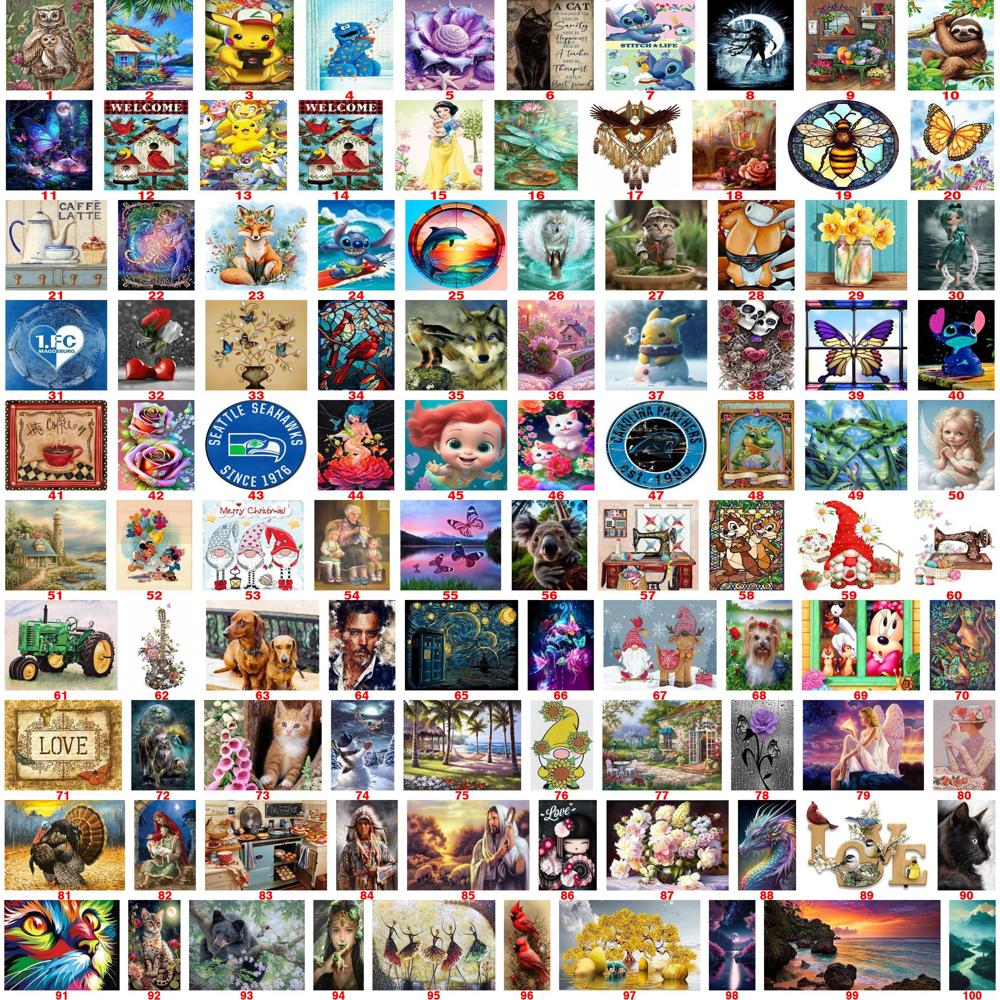 A CAT
Sanity
Happiness
A teacher
Therapist
Best friend
STITCH★LIFE
1 2 3 4 5 6 7 8 9 10
WELCOME
WELCOME
11 12 13 14 15 16 17 18 19 20
CAFFÈ
LATTE
21 22 23 24 25 26 27 28 29 30
1.FC
MAGDEBURG
31 32 33 34 35 36 37 38 39 40
Hot Coffee
SEATTLE SEAHAWKS
SINCE 1976
CAROLINA PANTHERS
est. 1995
41 42 43 44 45 46 47 48 49 50
Merry Christmas!
51 52 53 54 55 56 57 58 59 60
61 62 63 64 65 66 67 68 69 70
LOVE
71 72 73 74 75 76 77 78 79 80
Love
LOVE
81 82 83 84 85 86 87 88 89 90
91 92 93 94 95 96 97 98 99 100